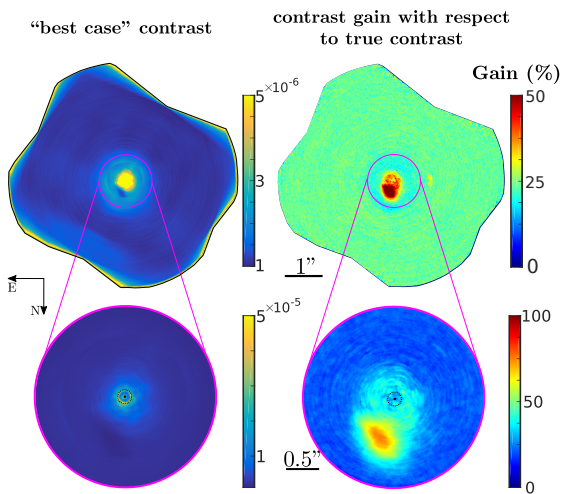 “best case” contrast
contrast gain with respect
to true contrast
Gain (%)
5 ×10⁻⁶
3
1
50
25
0
1”
E
N
5 ×10⁻⁵
3
1
100
50
0
0.5”